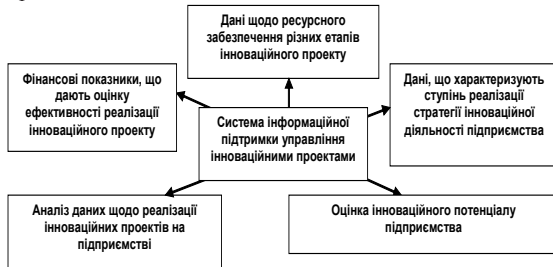 Дані щодо ресурсного
забезпечення різних етапів
інноваційного проекту
Фінансові показники, що
дають оцінку
ефективності реалізації
інноваційного проекту
Система інформаційної
підтримки управління
інноваційними проектами
Дані, що характеризують
ступінь реалізації
стратегії інноваційної
діяльності підприємства
Аналіз даних щодо реалізації
інноваційних проектів на
підприємстві
Оцінка інноваційного потенціалу
підприємства